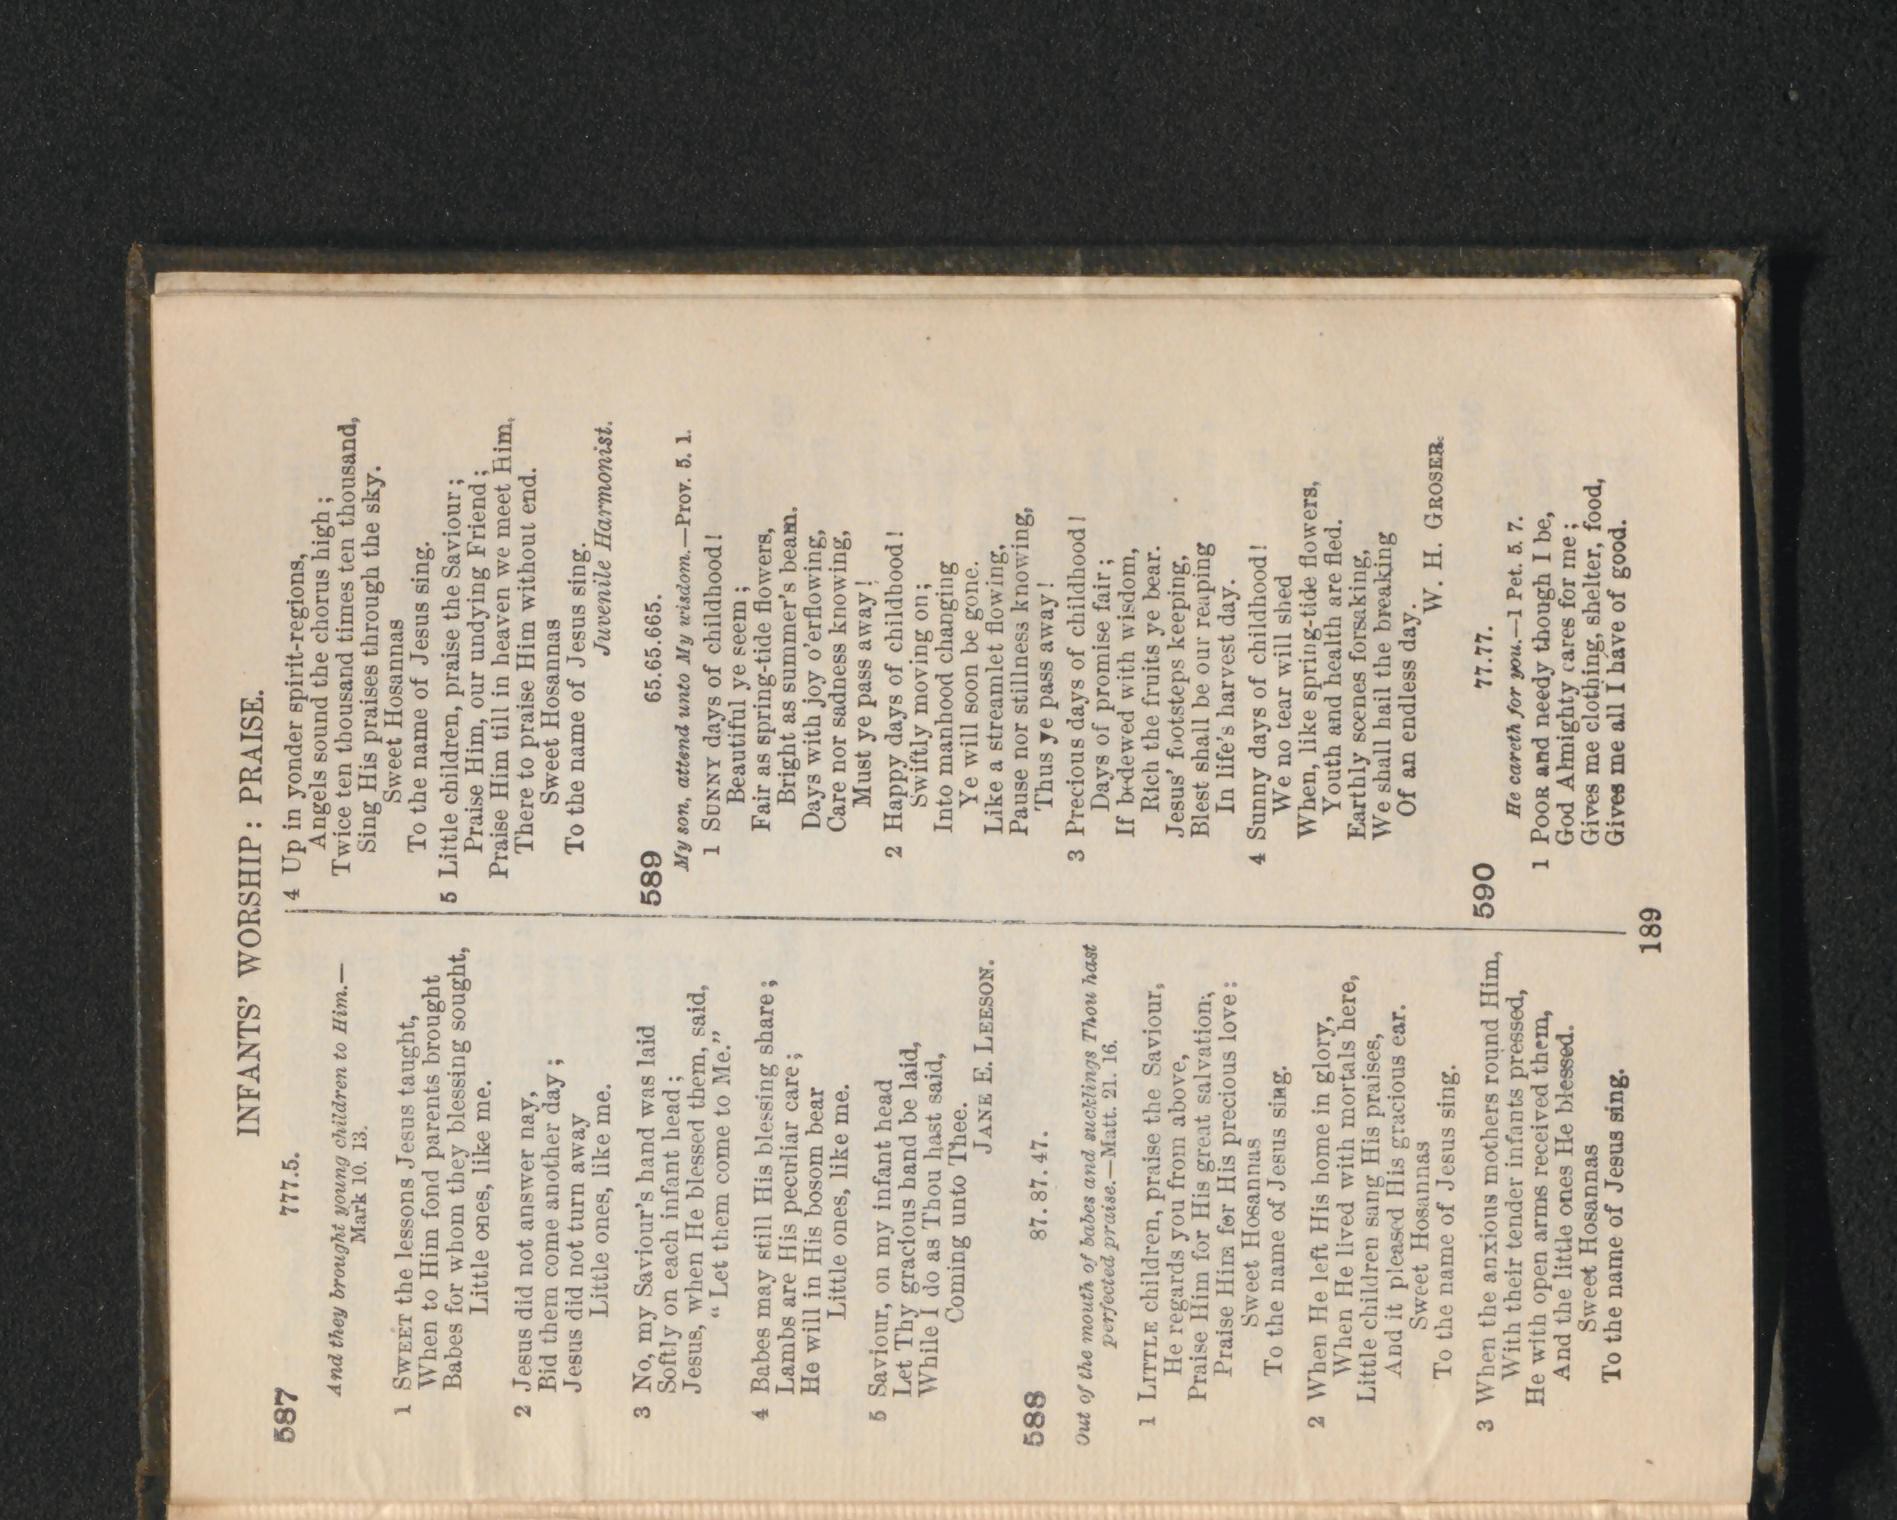 INFANTS' WORSHIP: PRAISE.
587 777.5.
And they brought young children to Him.—
Mark 10. 13.
1 SWEET the lessons Jesus taught,
When to Him fond parents brought
Babes for whom they blessing sought,
Little ones, like me.
2 Jesus did not answer nay,
Bid them come another day;
Jesus did not turn away
Little ones, like me.
3 No, my Saviour's hand was laid
Softly on each infant head;
Jesus, when He blessed them, said,
"Let them come to Me."
4 Babes may still His blessing share;
Lambs are His peculiar care;
He will in His bosom bear
Little ones, like me.
5 Saviour, on my infant head
Let Thy gracious hand be laid,
While I do as Thou hast said,
Coming unto Thee.
JANE E. LEESON.
588 87.87.47.
Out of the mouth of babes and sucklings Thou hast
perfected praise.—Matt. 21. 16.
1 LITTLE children, praise the Saviour,
He regards you from above,
Praise Him for His great salvation,
Praise Him for His precious love:
Sweet Hosannas
To the name of Jesus sing.
2 When He left His home in glory,
When He lived with mortals here,
Little children sang His praises,
And it pleased His gracious ear.
Sweet Hosannas
To the name of Jesus sing.
3 When the anxious mothers round Him,
With their tender infants pressed,
He with open arms received them,
And the little ones He blessed.
Sweet Hosannas
To the name of Jesus sing.
4 Up in yonder spirit-regions,
Angels sound the chorus high;
Twice ten thousand times ten thousand,
Sing His praises through the sky.
Sweet Hosannas
To the name of Jesus sing.
5 Little children, praise the Saviour;
Praise Him, our undying Friend;
Praise Him till in heaven we meet Him,
There to praise Him without end.
Sweet Hosannas
To the name of Jesus sing.
Juvenile Harmonist.
589 65.65.665.
My son, attend unto My wisdom.—Prov. 5. 1.
1 SUNNY days of childhood!
Beautiful ye seem;
Fair as spring-tide flowers,
Bright as summer's beam.
Days with joy o'erflowing,
Care nor sadness knowing,
Must ye pass away!
2 Happy days of childhood!
Swiftly moving on;
Into manhood changing
Ye will soon be gone.
Like a streamlet flowing,
Pause nor stillness knowing,
Thus ye pass away!
3 Precious days of childhood!
Days of promise fair;
If bedewed with wisdom,
Rich the fruits ye bear.
Jesus' footsteps keeping,
Blest shall be our reaping
In life's harvest day.
4 Sunny days of childhood!
We no tear will shed
When, like spring-tide flowers,
Youth and health are fled.
Earthly scenes forsaking,
We shall hail the breaking
Of an endless day.
W. H. GROSER.
590 77.77.
He careth for you.—1 Pet. 5. 7.
1 POOR and needy though I be,
God Almighty cares for me;
Gives me clothing, shelter, food,
Gives me all I have of good.
189